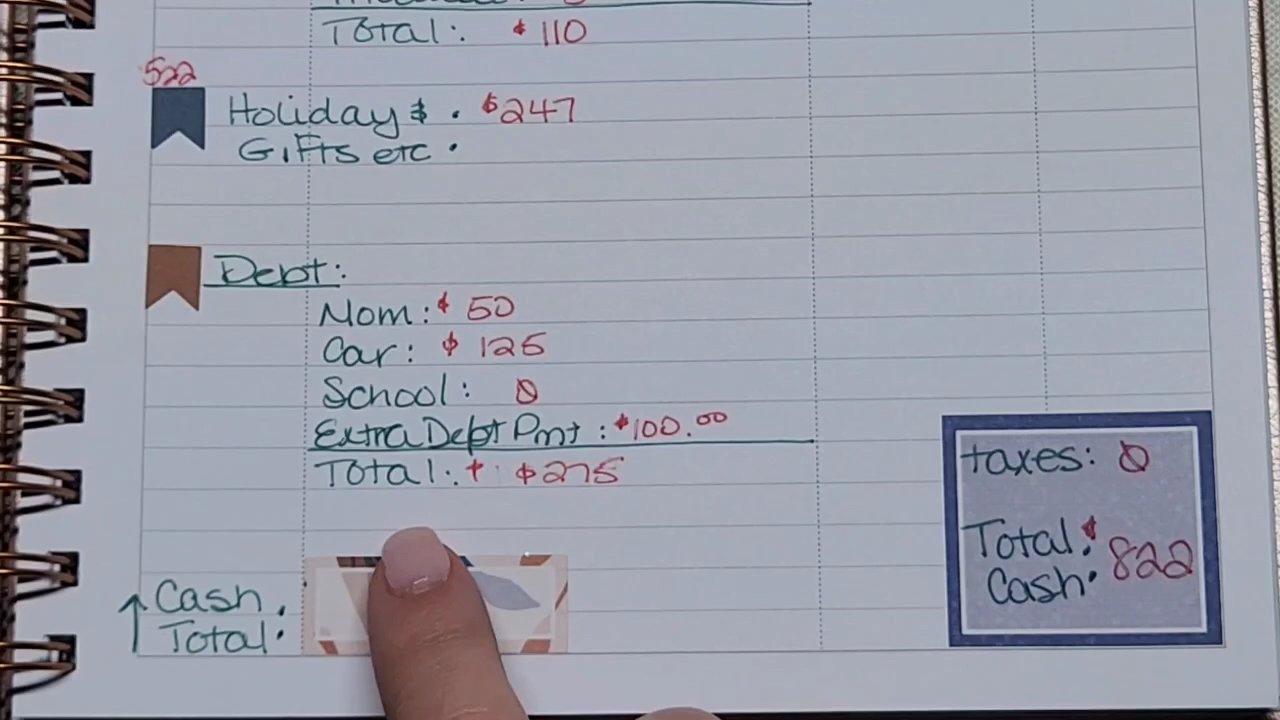 Total: $110
522
Holiday $ : $247
Gifts etc
Debt:
Mom: $ 50
Car: $ 125
School: 0
Extra Debt Pmt: $100.00
Total: $275
taxes: 0
Total $
Cash: 822
↑ Cash
Total: